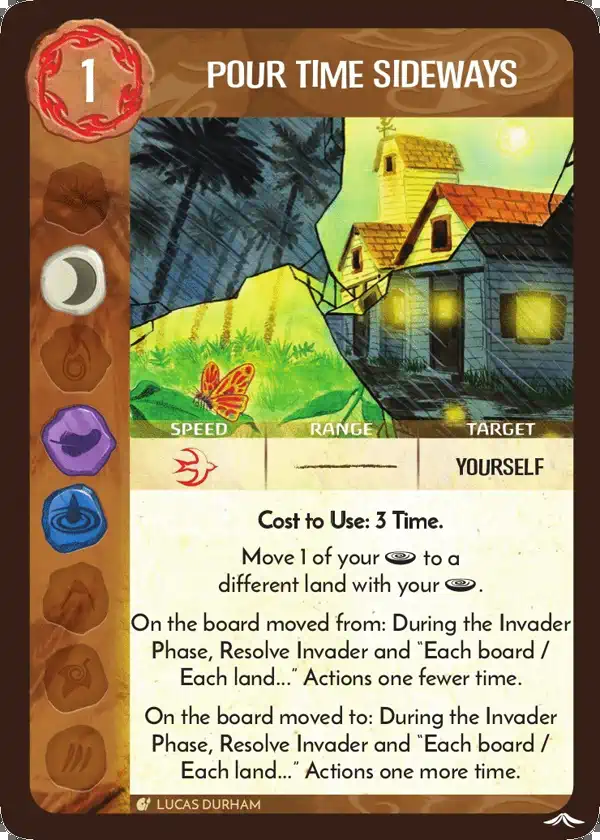 1
POUR TIME SIDEWAYS
SPEED RANGE TARGET
YOURSELF
Cost to Use: 3 Time.
Move 1 of your to a
different land with your .
On the board moved from: During the Invader
Phase, Resolve Invader and "Each board /
Each land..." Actions one fewer time.
On the board moved to: During the Invader
Phase, Resolve Invader and "Each board /
Each land..." Actions one more time.
LUCAS DURHAM